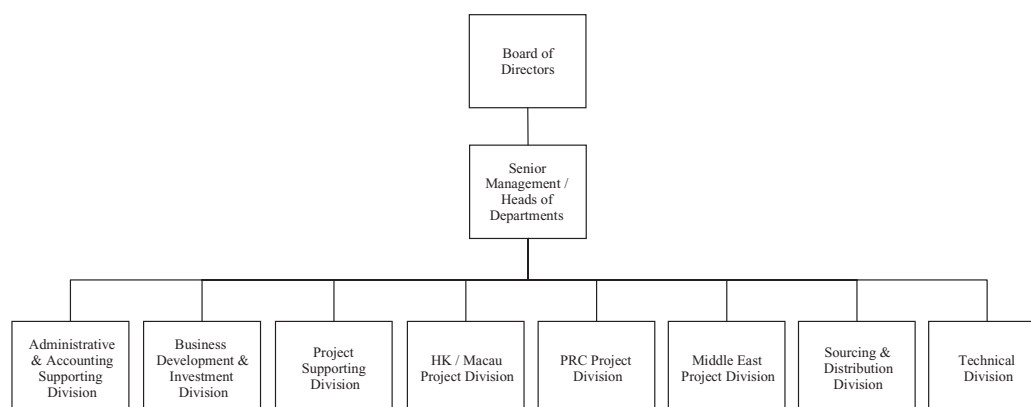 Board of
Directors
Senior
Management /
Heads of
Departments
Administrative
& Accounting
Supporting
Division
Business
Development &
Investment
Division
Project
Supporting
Division
HK / Macau
Project Division
PRC Project
Division
Middle East
Project Division
Sourcing &
Distribution
Division
Technical
Division